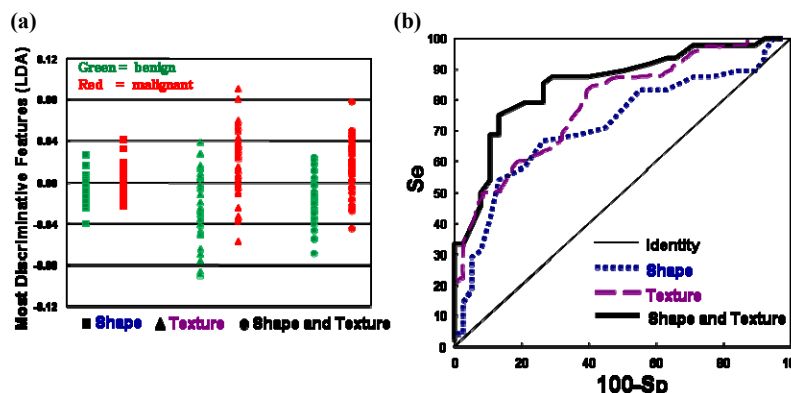 (a)
0.12
Green = benign
Red = malignant
0.08
0.04
0.00
-0.04
-0.08
-0.12
Most Discriminative Features (LDA)
Shape Texture Shape and Texture
(b)
100
90
80
70
60
50
40
30
20
10
0
Se
Identity
Shape
Texture
Shape and Texture
0 20 40 60 80 100
100-Sp